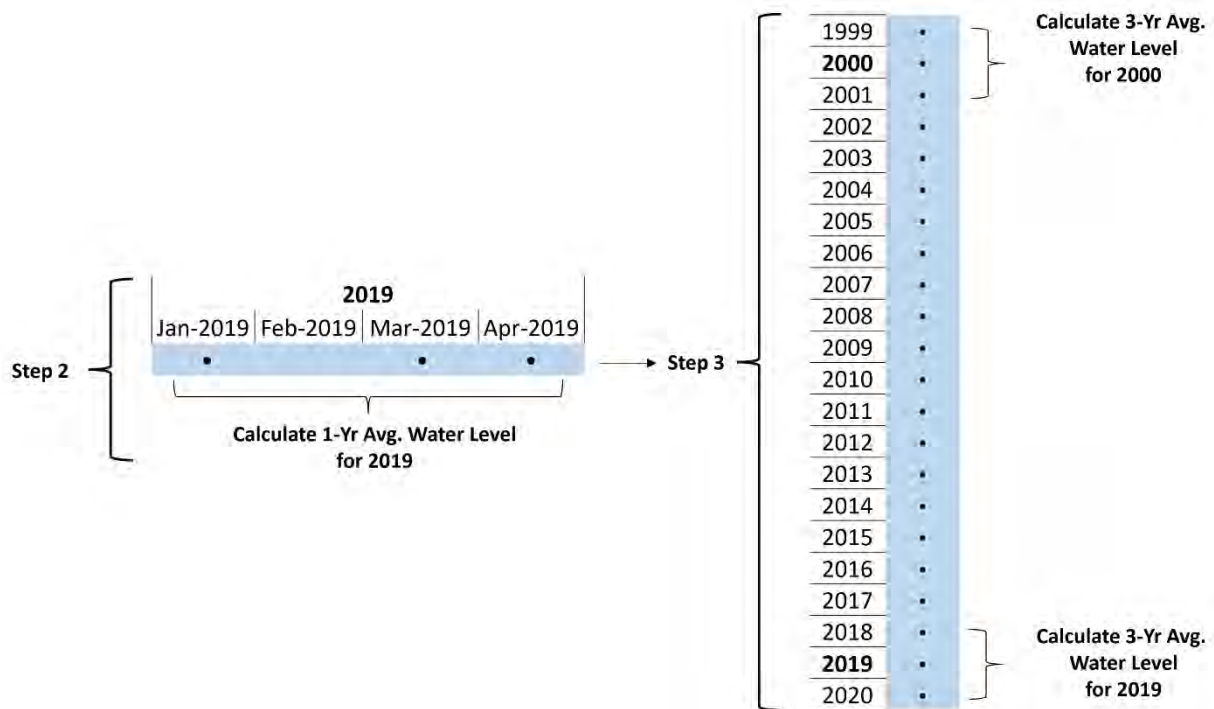 Step 2
2019
Jan-2019 Feb-2019 Mar-2019 Apr-2019
Calculate 1-Yr Avg. Water Level
for 2019
Step 3
1999
2000
2001
2002
2003
2004
2005
2006
2007
2008
2009
2010
2011
2012
2013
2014
2015
2016
2017
2018
2019
2020
Calculate 3-Yr Avg.
Water Level
for 2000
Calculate 3-Yr Avg.
Water Level
for 2019